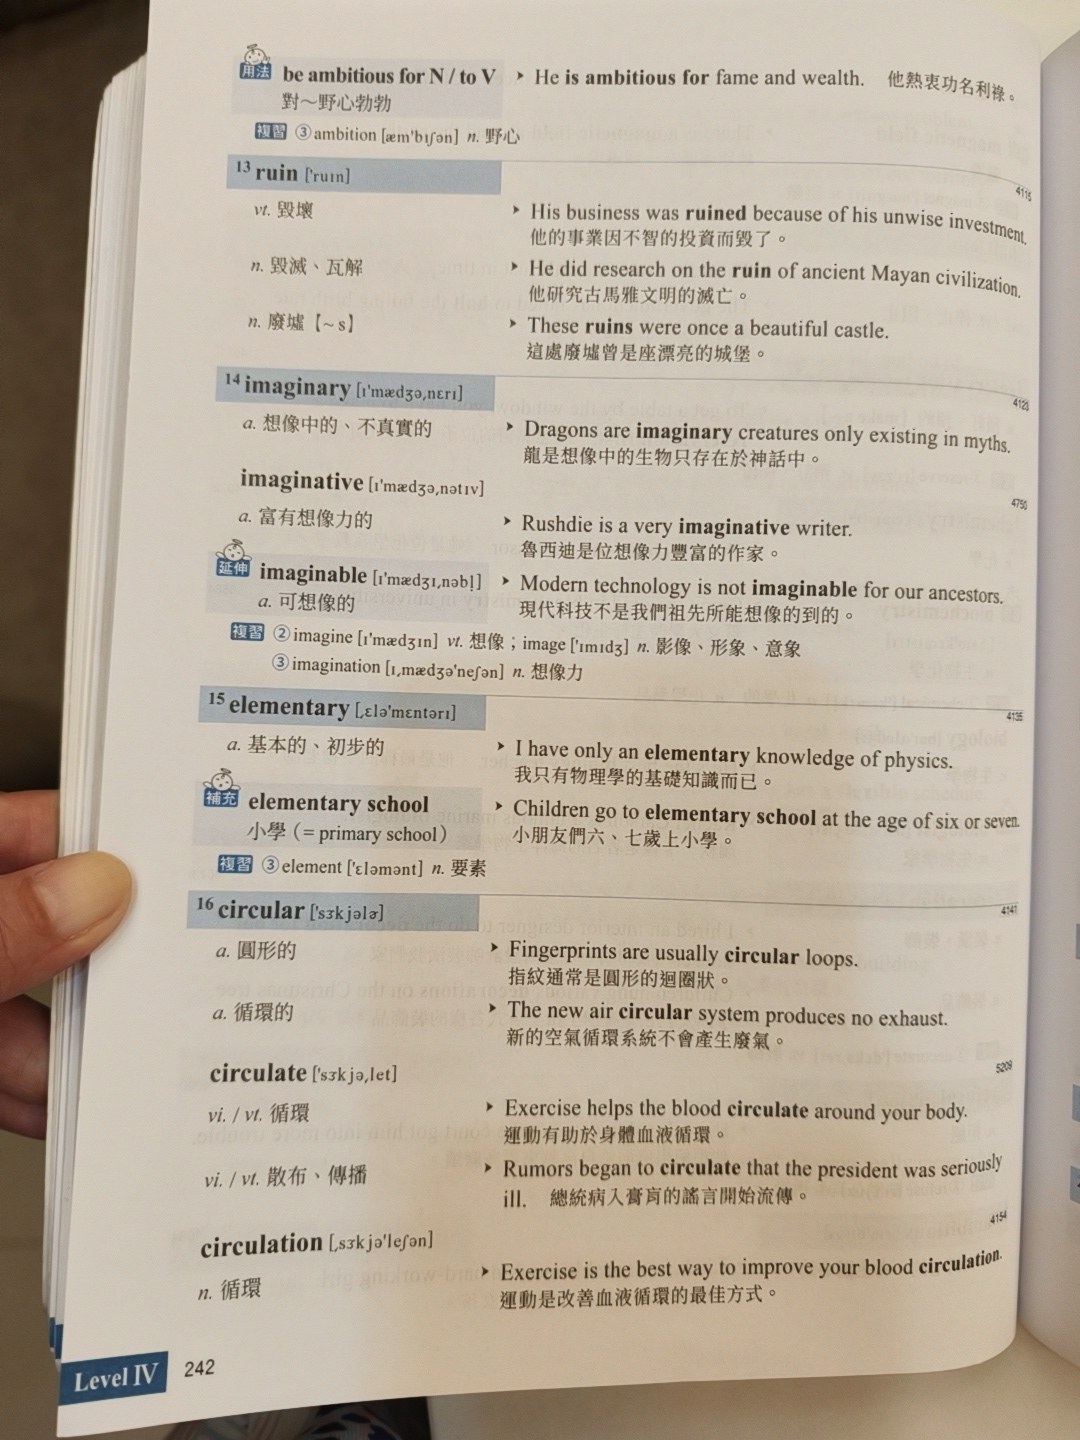 用法 be ambitious for N / to V ‣ He is ambitious for fame and wealth. 他熱衷功名利祿。
對～野心勃勃
複習 ③ambition [æm'bɪʃən] n. 野心
13 ruin ['ruɪn] 4115
vt. 毀壞 ‣ His business was ruined because of his unwise investment.
他的事業因不智的投資而毀了。
n. 毀滅、瓦解 ‣ He did research on the ruin of ancient Mayan civilization.
他研究古馬雅文明的滅亡。
n. 廢墟【~ s】 ‣ These ruins were once a beautiful castle.
這處廢墟曾是座漂亮的城堡。
14 imaginary [ɪ'mædʒə,nɛrɪ] 4123
a. 想像中的、不真實的 ‣ Dragons are imaginary creatures only existing in myths.
龍是想像中的生物只存在於神話中。
imaginative [ɪ'mædʒə,nətɪv] 4750
a. 富有想像力的 ‣ Rushdie is a very imaginative writer.
魯西迪是位想像力豐富的作家。
延伸 imaginable [ɪ'mædʒɪ,nəbḷ] ‣ Modern technology is not imaginable for our ancestors.
a. 可想像的 現代科技不是我們祖先所能想像的到的。
複習 ②imagine [ɪ'mædʒɪn] vt. 想像；image ['ɪmɪdʒ] n. 影像、形象、意象
③imagination [ɪ,mædʒə'neʃən] n. 想像力
15 elementary [,ɛlə'mɛntərɪ] 4135
a. 基本的、初步的 ‣ I have only an elementary knowledge of physics.
我只有物理學的基礎知識而已。
補充 elementary school ‣ Children go to elementary school at the age of six or seven.
小學（= primary school） 小朋友們六、七歲上小學。
複習 ③element ['ɛləmənt] n. 要素
16 circular ['sɝkjələ˞] 4141
a. 圓形的 ‣ Fingerprints are usually circular loops.
指紋通常是圓形的迴圈狀。
a. 循環的 ‣ The new air circular system produces no exhaust.
新的空氣循環系統不會產生廢氣。
circulate ['sɝkjə,let] 5209
vi. / vt. 循環 ‣ Exercise helps the blood circulate around your body.
運動有助於身體血液循環。
vi. / vt. 散布、傳播 ‣ Rumors began to circulate that the president was seriously
ill. 總統病入膏肓的謠言開始流傳。
circulation [,sɝkjə'leʃən] 4154
n. 循環 ‣ Exercise is the best way to improve your blood circulation.
運動是改善血液循環的最佳方式。
Level IV 242